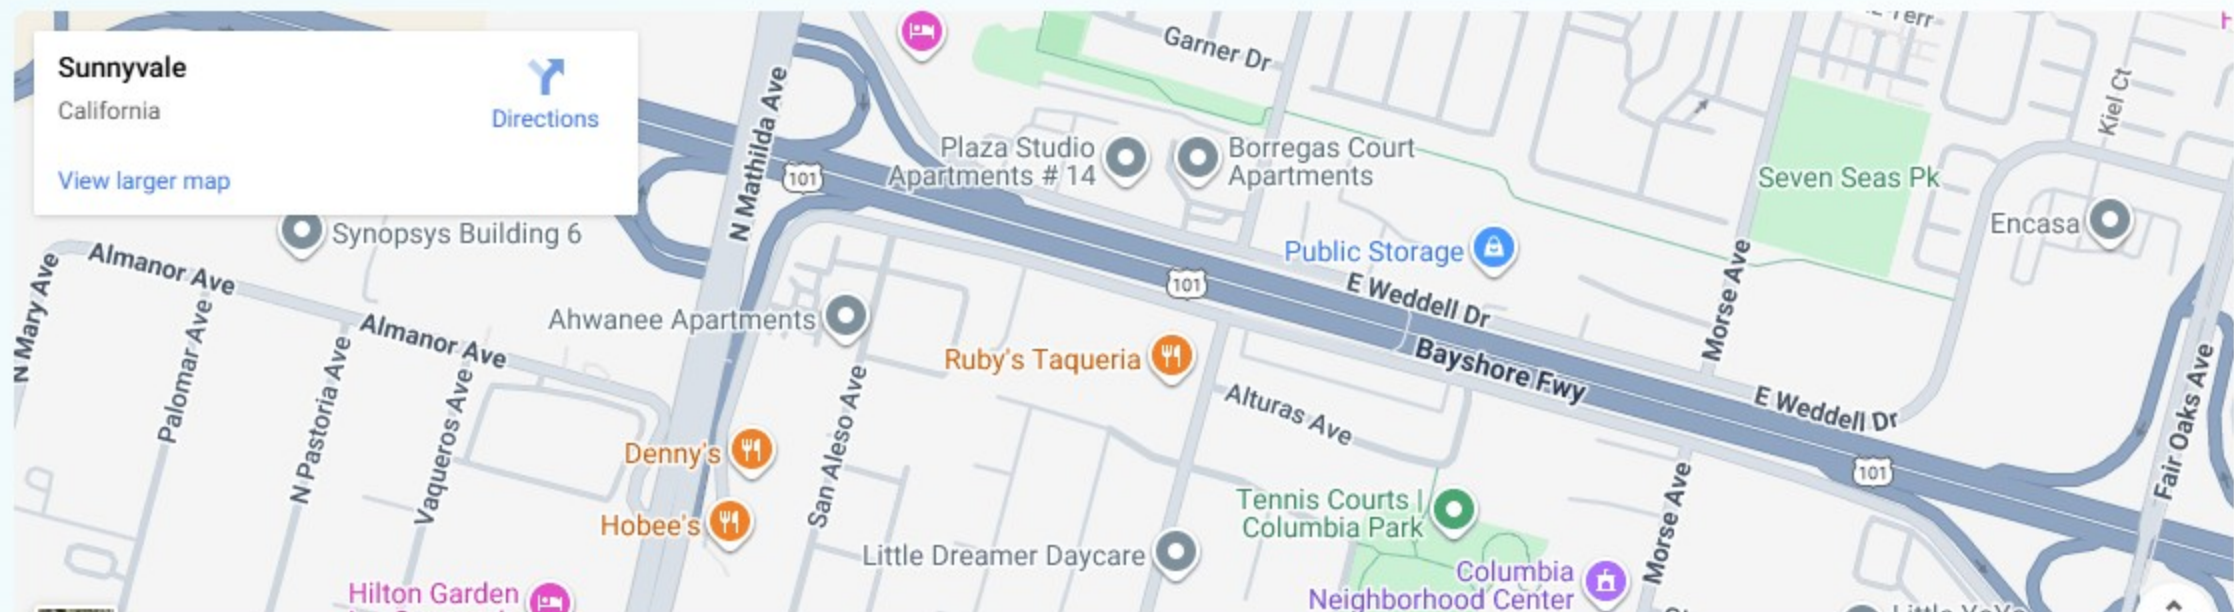 Sunnyvale
California
Directions
View larger map
Garner Dr
N Mathilda Ave
101
Plaza Studio
Apartments # 14
Borregas Court
Apartments
Kiel Ct
Seven Seas Pk
Encasa
Synopsys Building 6
Almanor Ave
N Mary Ave
Palomar Ave
N Pastoria Ave
Almanor Ave
Vaqueros Ave
Ahwanee Apartments
San Aleso Ave
Public Storage
101
E Weddell Dr
Morse Ave
Ruby's Taqueria
Bayshore Fwy
Alturas Ave
E Weddell Dr
Fair Oaks Ave
101
Denny's
Hobee's
Tennis Courts |
Columbia Park
Little Dreamer Daycare
Morse Ave
Columbia
Neighborhood Center
Hilton Garden